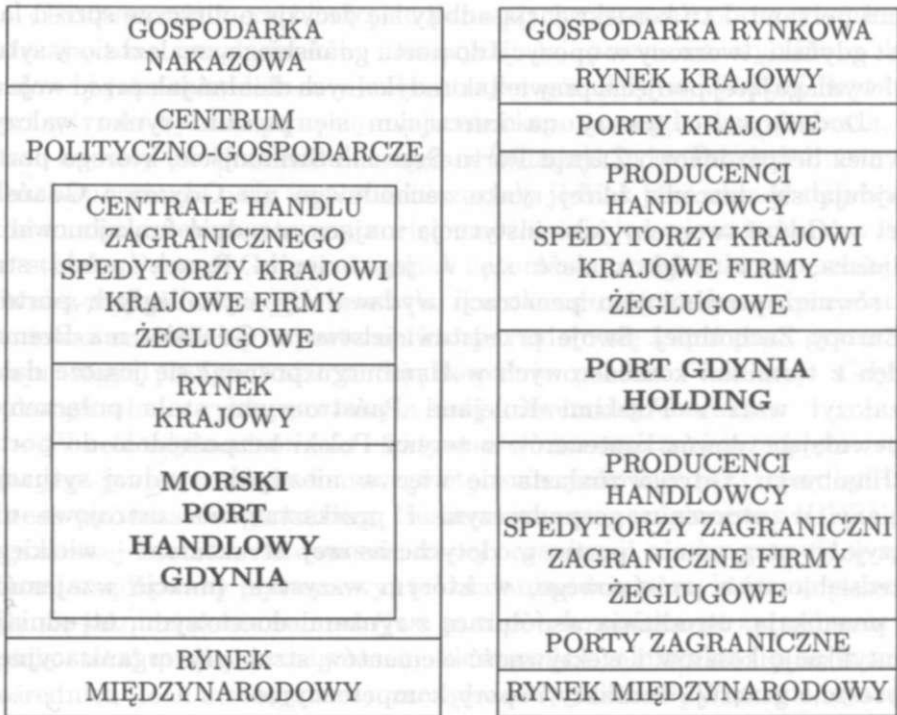 GOSPODARKA
NAKAZOWA
CENTRUM
POLITYCZNO-GOSPODARCZE
CENTRALE HANDLU
ZAGRANICZNEGO
SPEDYTORZY KRAJOWI
KRAJOWE FIRMY
ŻEGLUGOWE
RYNEK
KRAJOWY
MORSKI
PORT
HANDLOWY
GDYNIA
RYNEK
MIĘDZYNARODOWY
GOSPODARKA RYNKOWA
RYNEK KRAJOWY
PORTY KRAJOWE
PRODUCENCI
HANDLOWCY
SPEDYTORZY KRAJOWI
KRAJOWE FIRMY
ŻEGLUGOWE
PORT GDYNIA
HOLDING
PRODUCENCI
HANDLOWCY
SPEDYTORZY ZAGRANICZNI
ZAGRANICZNE FIRMY
ŻEGLUGOWE
PORTY ZAGRANICZNE
RYNEK MIĘDZYNARODOWY